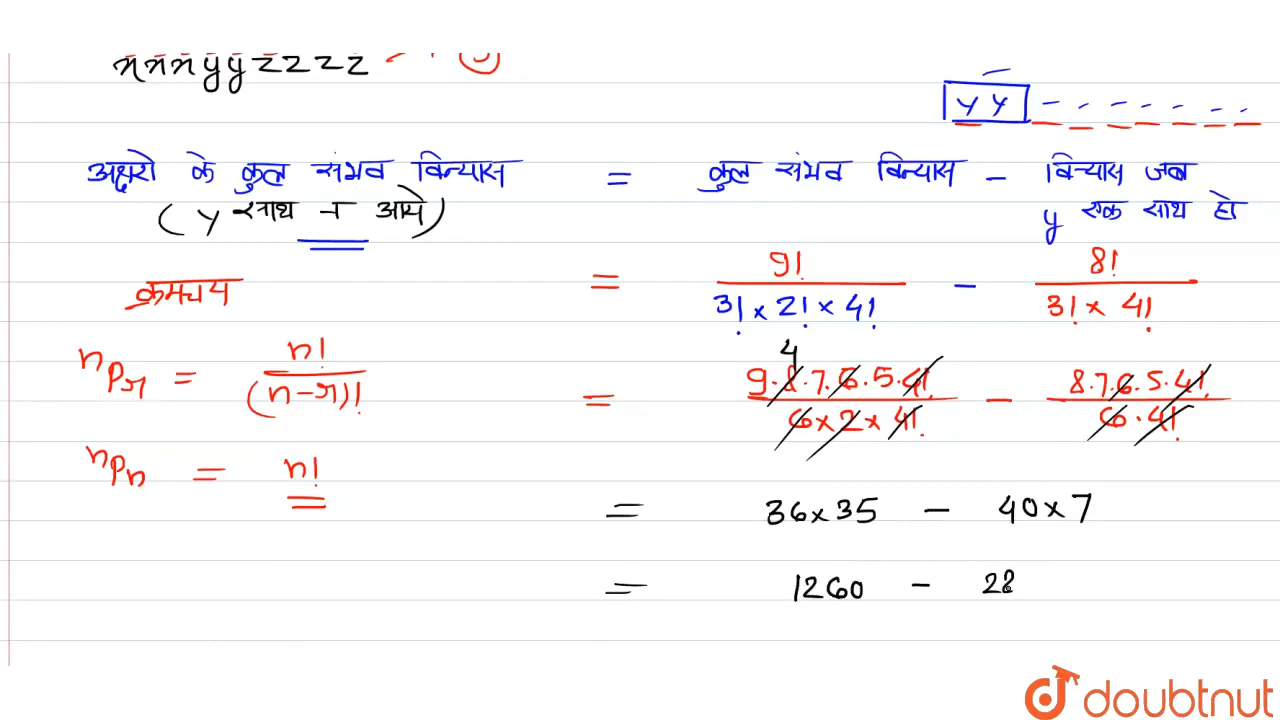 xxxyyzzzz
y y
अक्षरो के कुल संभव विन्यास = कुल संभव विन्यास - विन्यास जब
(y साथ न आये) y एक साथ हो
क्रमचय = 9!/(3! × 2! × 4!) - 8!/(3! × 4!)
4
nPr = n!/(n-r)! = 9.8.7.6.5.4!/(6×2×4!) - 8.7.6.5.4!/(6.4!)
nPn = n!
= 36×35 - 40×7
= 1260 - 28
doubtnut